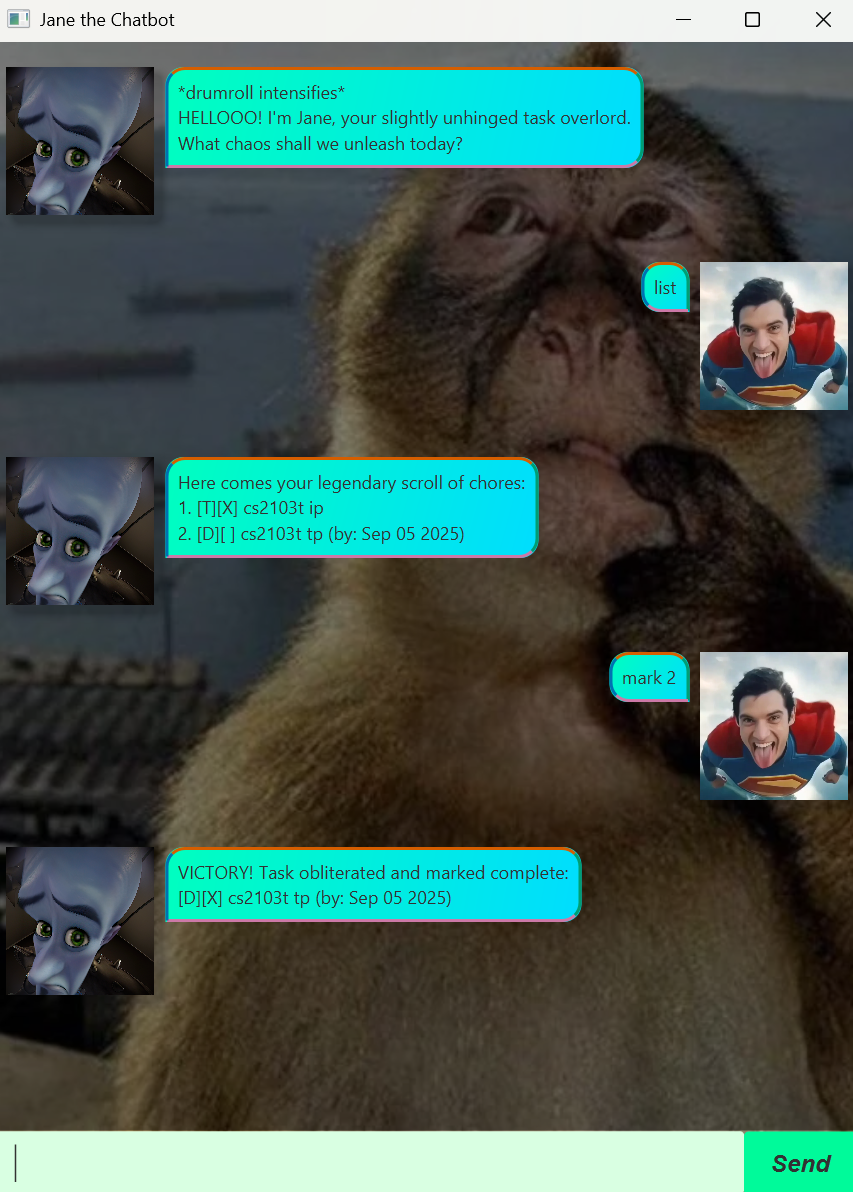 Jane the Chatbot
*drumroll intensifies*
HELLOOO! I'm Jane, your slightly unhinged task overlord.
What chaos shall we unleash today?
list
Here comes your legendary scroll of chores:
1. [T][X] cs2103t ip
2. [D][ ] cs2103t tp (by: Sep 05 2025)
mark 2
VICTORY! Task obliterated and marked complete:
[D][X] cs2103t tp (by: Sep 05 2025)
Send